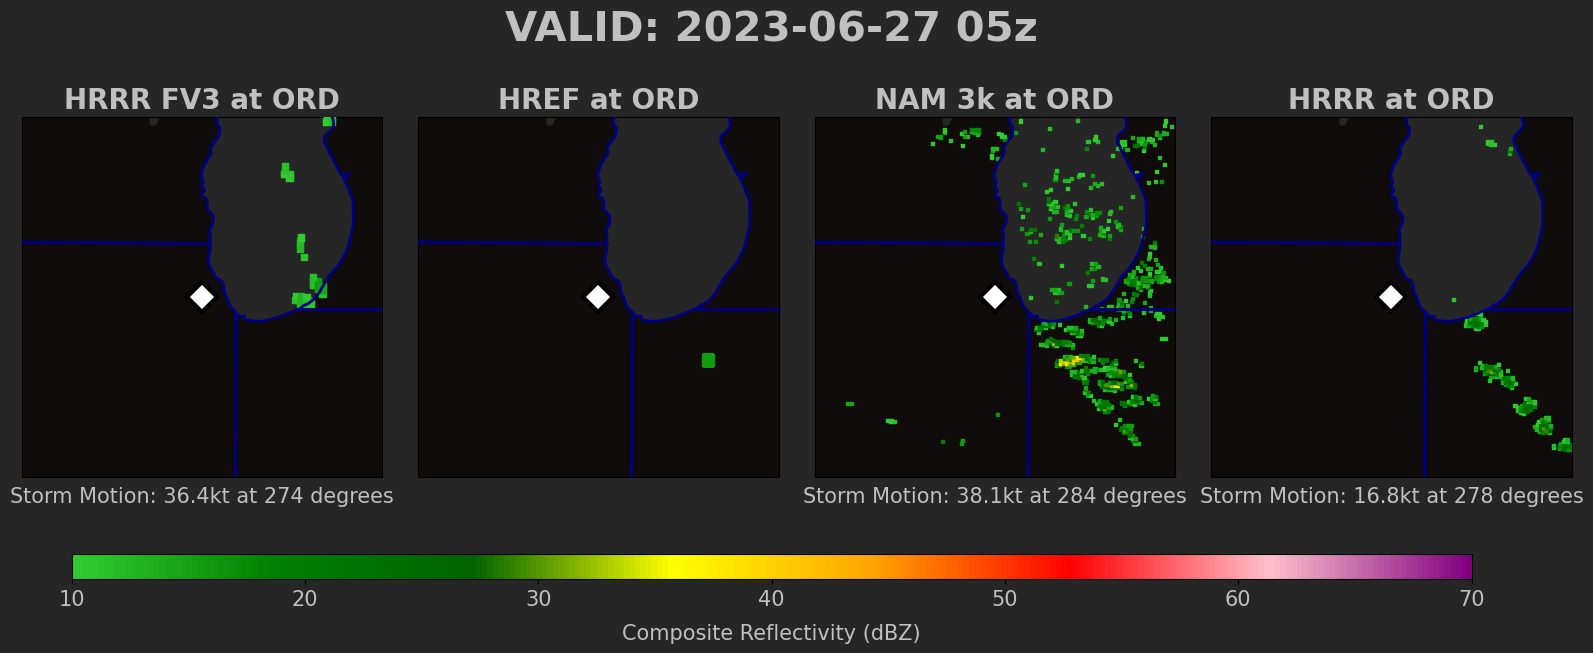 VALID: 2023-06-27 05z
HRRR FV3 at ORD
HREF at ORD
NAM 3k at ORD
HRRR at ORD
Storm Motion: 36.4kt at 274 degrees
Storm Motion: 38.1kt at 284 degrees
Storm Motion: 16.8kt at 278 degrees
10 20 30 40 50 60 70
Composite Reflectivity (dBZ)